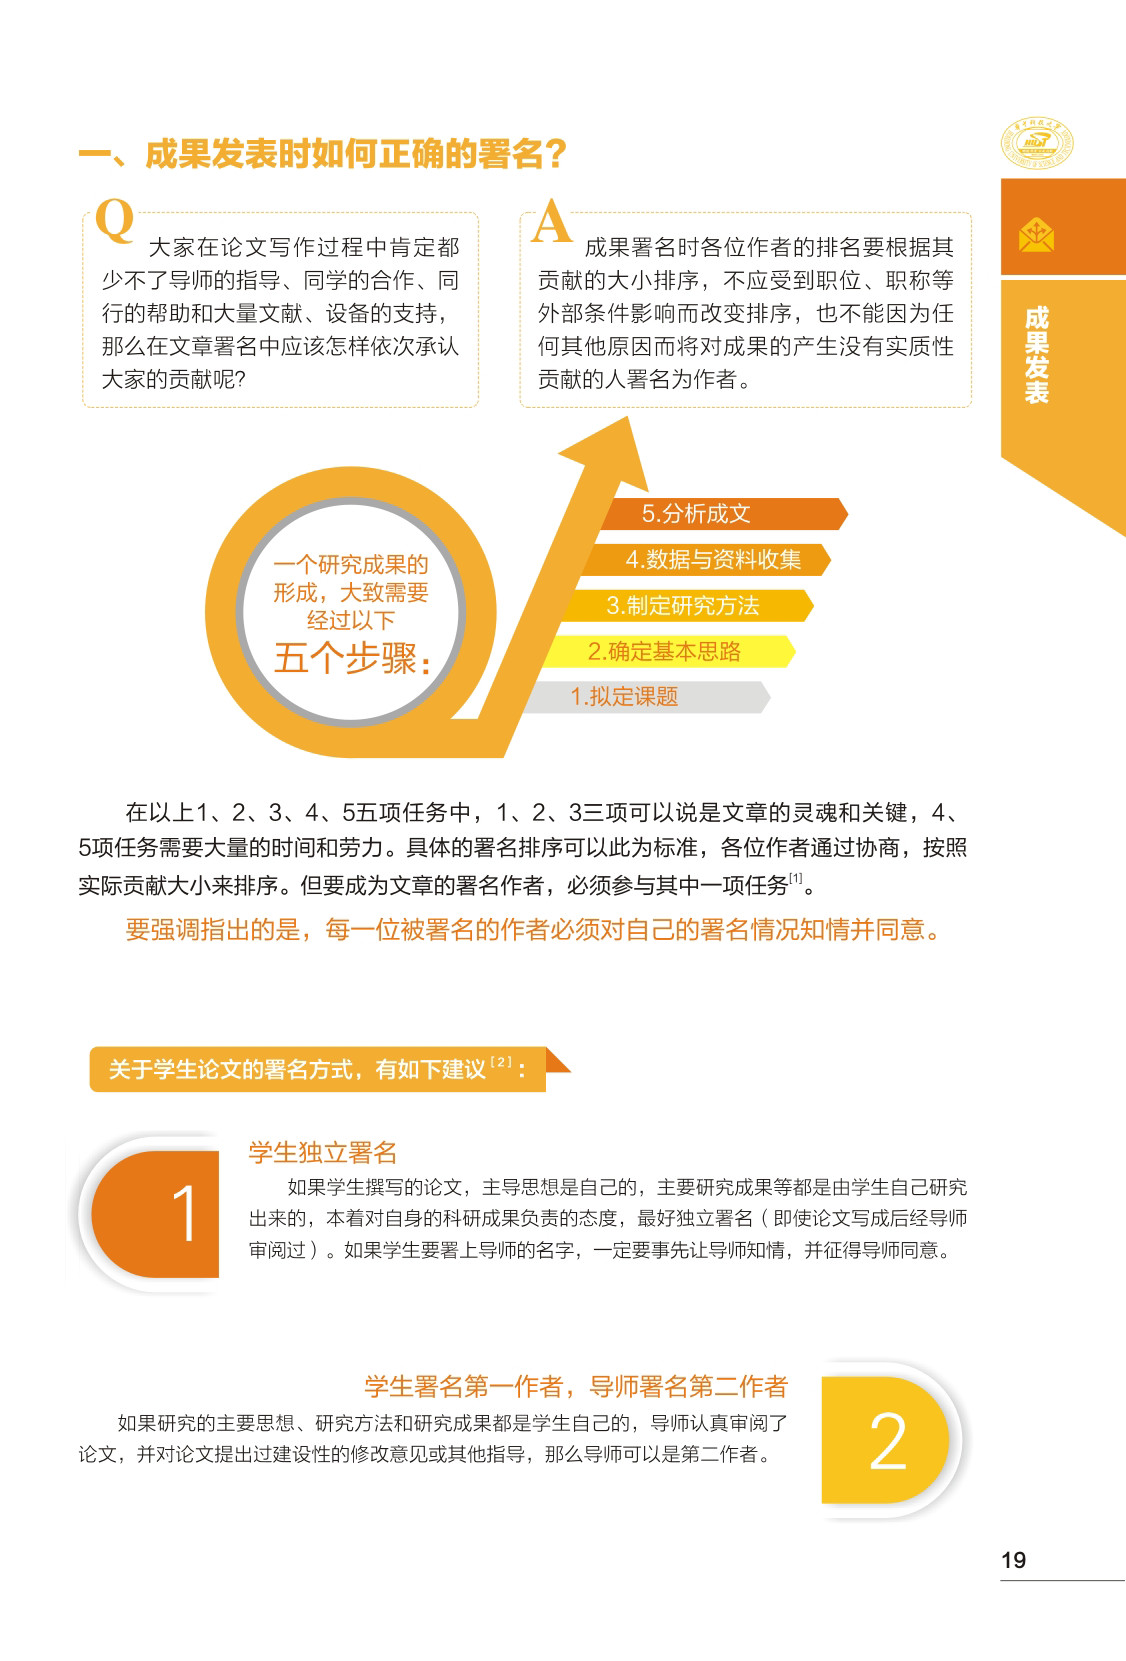 一、成果发表时如何正确的署名？
Q
大家在论文写作过程中肯定都
少不了导师的指导、同学的合作、同
行的帮助和大量文献、设备的支持，
那么在文章署名中应该怎样依次承认
大家的贡献呢？
A
成果署名时各位作者的排名要根据其
贡献的大小排序，不应受到职位、职称等
外部条件影响而改变排序，也不能因为任
何其他原因而将对成果的产生没有实质性
贡献的人署名为作者。
成果发表
一个研究成果的
形成，大致需要
经过以下
五个步骤：
5.分析成文
4.数据与资料收集
3.制定研究方法
2.确定基本思路
1.拟定课题
在以上1、2、3、4、5五项任务中，1、2、3三项可以说是文章的灵魂和关键，4、
5项任务需要大量的时间和劳力。具体的署名排序可以此为标准，各位作者通过协商，按照
实际贡献大小来排序。但要成为文章的署名作者，必须参与其中一项任务[1]。
要强调指出的是，每一位被署名的作者必须对自己的署名情况知情并同意。
关于学生论文的署名方式，有如下建议[2]：
1
学生独立署名
如果学生撰写的论文，主导思想是自己的，主要研究成果等都是由学生自己研究
出来的，本着对自身的科研成果负责的态度，最好独立署名（即使论文写成后经导师
审阅过）。如果学生要署上导师的名字，一定要事先让导师知情，并征得导师同意。
学生署名第一作者，导师署名第二作者
如果研究的主要思想、研究方法和研究成果都是学生自己的，导师认真审阅了
论文，并对论文提出过建设性的修改意见或其他指导，那么导师可以是第二作者。
2
19